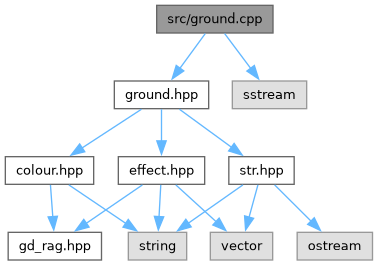 src/ground.cpp
ground.hpp
sstream
colour.hpp
effect.hpp
str.hpp
gd_rag.hpp
string
vector
ostream